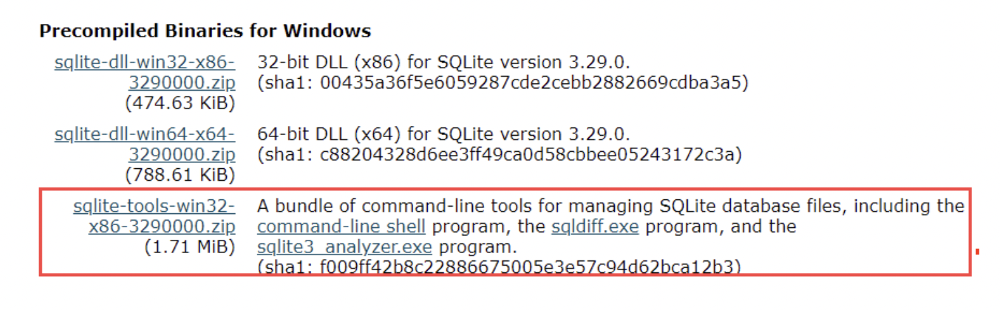 Precompiled Binaries for Windows
sqlite-dll-win32-x86-
3290000.zip
(474.63 KiB)
32-bit DLL (x86) for SQLite version 3.29.0.
(sha1: 00435a36f5e6059287cde2cebb2882669cdba3a5)
sqlite-dll-win64-x64-
3290000.zip
(788.61 KiB)
64-bit DLL (x64) for SQLite version 3.29.0.
(sha1: c88204328d6ee3ff49ca0d58cbbee05243172c3a)
sqlite-tools-win32-
x86-3290000.zip
(1.71 MiB)
A bundle of command-line tools for managing SQLite database files, including the
command-line shell program, the sqldiff.exe program, and the
sqlite3_analyzer.exe program.
(sha1: f009ff42b8c22886675005e3e57c94d62bca12b3)